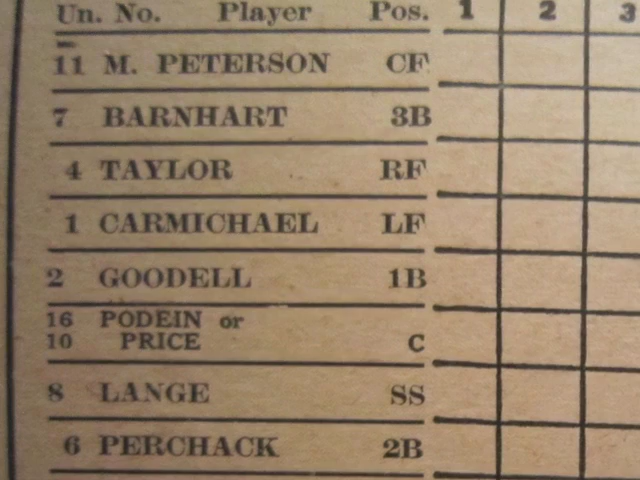 Un. No. Player Pos. 1 2 3
11 M. PETERSON CF
7 BARNHART 3B
4 TAYLOR RF
1 CARMICHAEL LF
2 GOODELL 1B
16 PODEIN or
10 PRICE C
8 LANGE SS
6 PERCHACK 2B